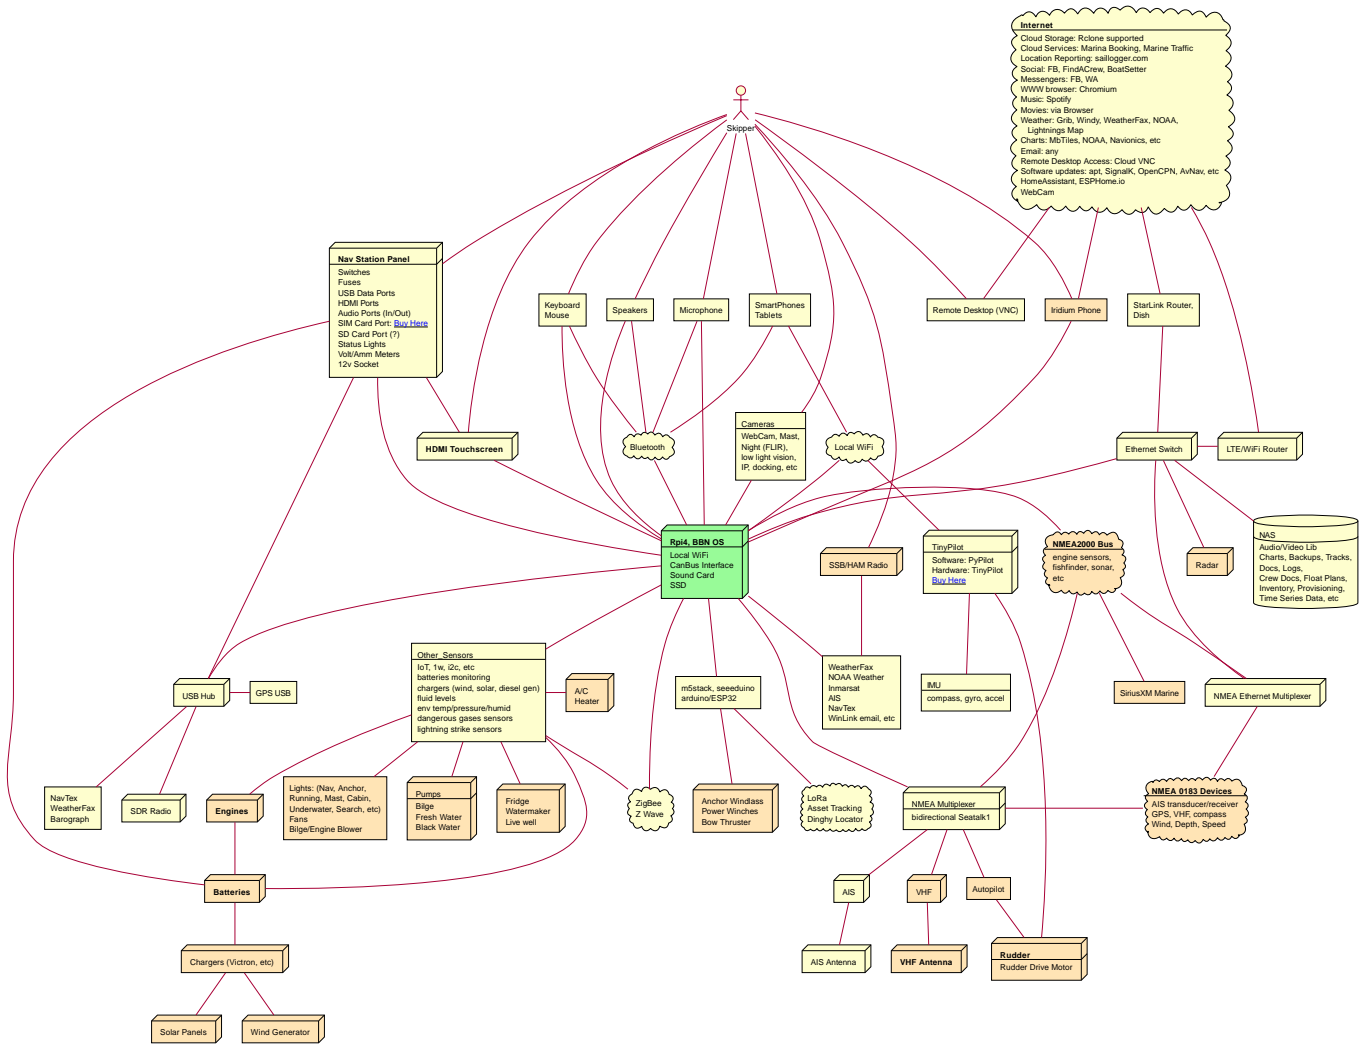 Internet
Cloud Storage: Rclone supported
Cloud Services: Marina Booking, Marine Traffic
Location Reporting: saillogger.com
Social: FB, FindACrew, BoatSetter
Messengers: FB, WA
WWW browser: Chromium
Music: Spotify
Movies: via Browser
Weather: Grib, Windy, WeatherFax, NOAA,
Lightnings Map
Charts: MbTiles, NOAA, Navionics, etc
Email: any
Remote Desktop Access: Cloud VNC
Software updates: apt, SignalK, OpenCPN, AvNav, etc
HomeAssistant, ESPHome.io
WebCam
Skipper
Nav Station Panel
Switches
Fuses
USB Data Ports
HDMI Ports
Audio Ports (In/Out)
SIM Card Port: Buy Here
SD Card Port (?)
Status Lights
Volt/Amm Meters
12v Socket
Keyboard
Mouse
Speakers
Microphone
SmartPhones
Tablets
Remote Desktop (VNC)
Iridium Phone
StarLink Router,
Dish
HDMI Touchscreen
Bluetooth
Cameras
WebCam, Mast,
Night (FLIR),
low light vision,
IP, docking, etc
Local WiFi
Ethernet Switch
LTE/WiFi Router
Rpi4, BBN OS
Local WiFi
CanBus Interface
Sound Card
SSD
SSB/HAM Radio
TinyPilot
Software: PyPilot
Hardware: TinyPilot
Buy Here
NMEA2000 Bus
engine sensors,
fishfinder, sonar,
etc
Radar
NAS
Audio/Video Lib
Charts, Backups, Tracks,
Docs, Logs,
Crew Docs, Float Plans,
Inventory, Provisioning,
Time Series Data, etc
USB Hub
GPS USB
Other_Sensors
IoT, 1w, i2c, etc
batteries monitoring
chargers (wind, solar, diesel gen)
fluid levels
env temp/pressure/humid
dangerous gases sensors
lightning strike sensors
A/C
Heater
m5stack, seeeduino
arduino/ESP32
WeatherFax
NOAA Weather
Inmarsat
AIS
NavTex
WinLink email, etc
IMU
compass, gyro, accel
SiriusXM Marine
NMEA Ethernet Multiplexer
NavTex
WeatherFax
Barograph
SDR Radio
Engines
Lights: (Nav, Anchor,
Running, Mast, Cabin,
Underwater, Search, etc)
Fans
Bilge/Engine Blower
Pumps
Bilge
Fresh Water
Black Water
Fridge
Watermaker
Live well
ZigBee
Z Wave
Anchor Windlass
Power Winches
Bow Thruster
LoRa
Asset Tracking
Dinghy Locator
NMEA Multiplexer
bidirectional Seatalk1
NMEA 0183 Devices
AIS transducer/receiver
GPS, VHF, compass
Wind, Depth, Speed
Batteries
AIS
VHF
Autopilot
Chargers (Victron, etc)
AIS Antenna
VHF Antenna
Rudder
Rudder Drive Motor
Solar Panels
Wind Generator